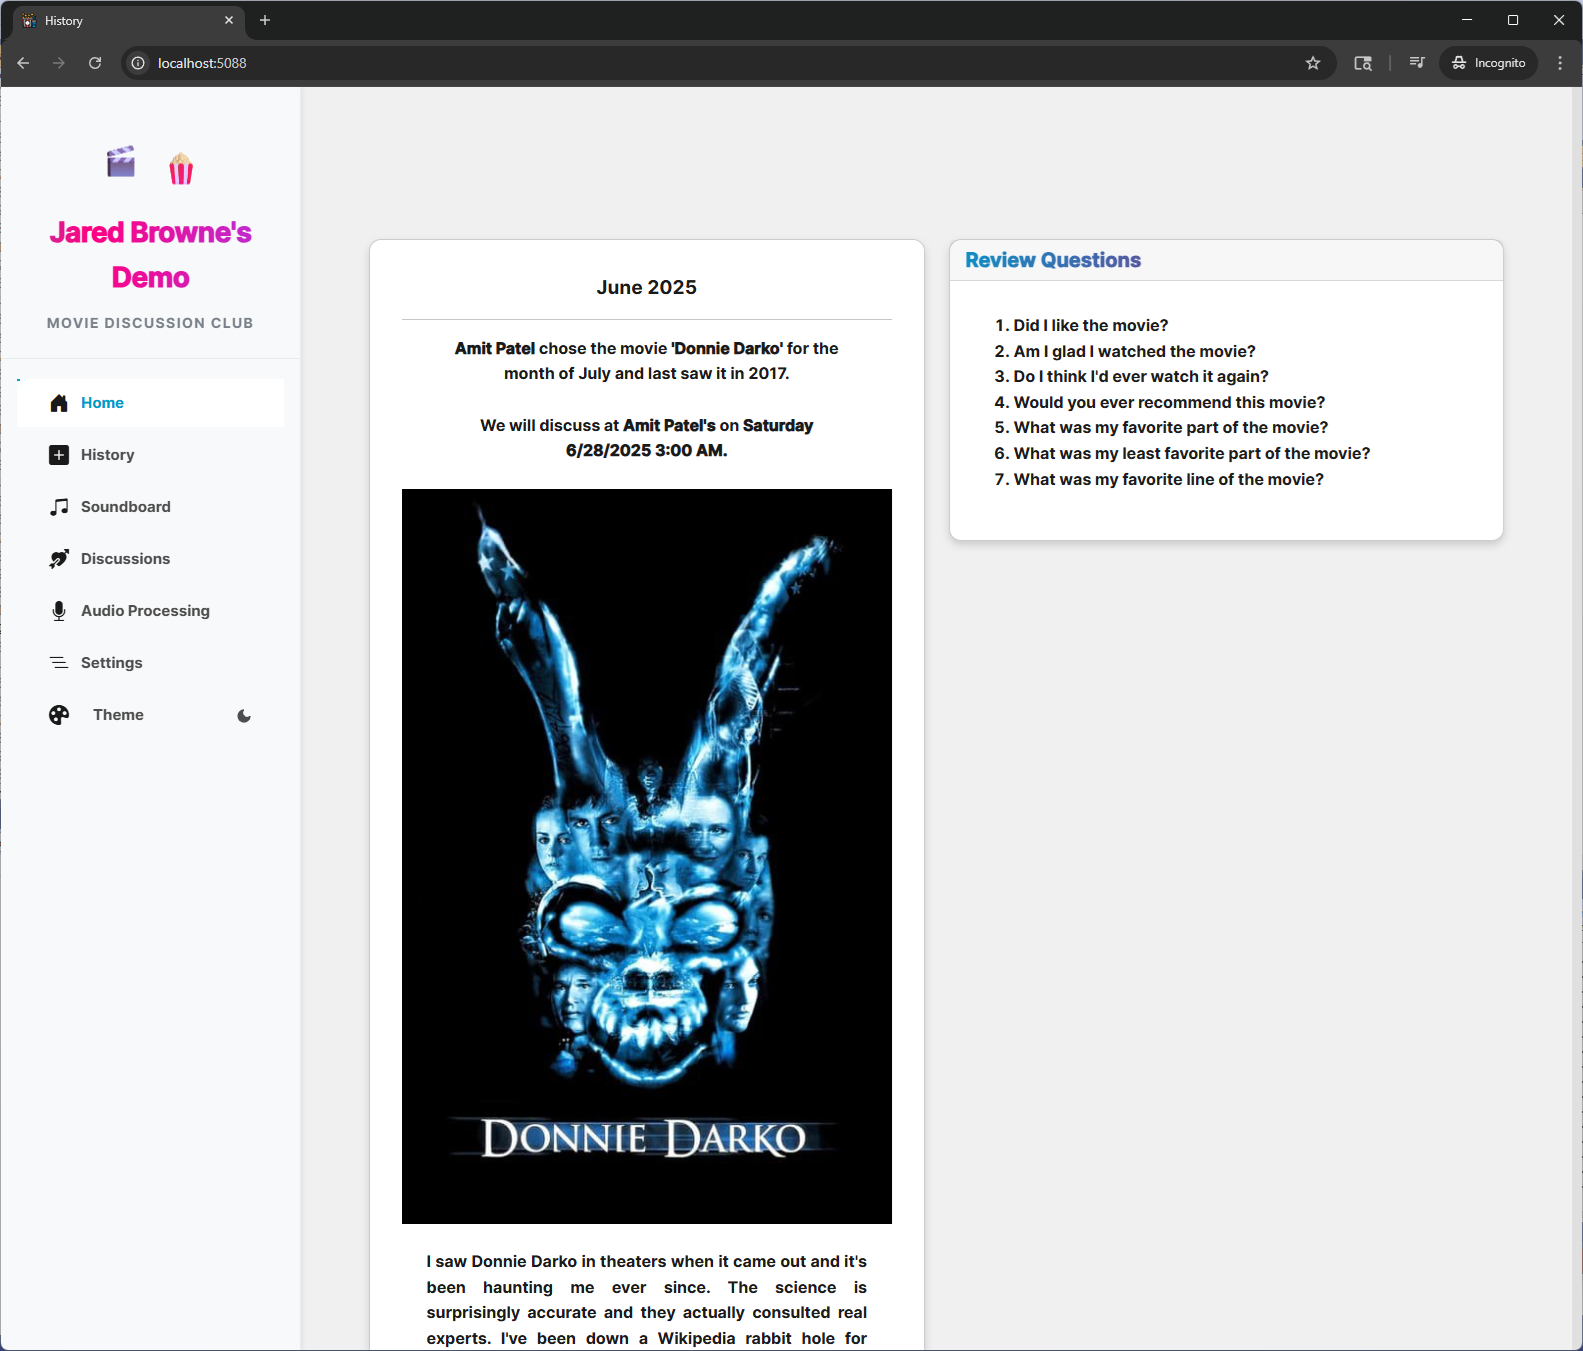 History
localhost:5088
Incognito
Jared Browne's
Demo
MOVIE DISCUSSION CLUB
Home
History
Soundboard
Discussions
Audio Processing
Settings
Theme
June 2025
Amit Patel chose the movie 'Donnie Darko' for the
month of July and last saw it in 2017.
We will discuss at Amit Patel's on Saturday
6/28/2025 3:00 AM.
DONNIE DARKO
I saw Donnie Darko in theaters when it came out and it's
been haunting me ever since. The science is
surprisingly accurate and they actually consulted real
experts. I've been down a Wikipedia rabbit hole for
Review Questions
1. Did I like the movie?
2. Am I glad I watched the movie?
3. Do I think I'd ever watch it again?
4. Would you ever recommend this movie?
5. What was my favorite part of the movie?
6. What was my least favorite part of the movie?
7. What was my favorite line of the movie?